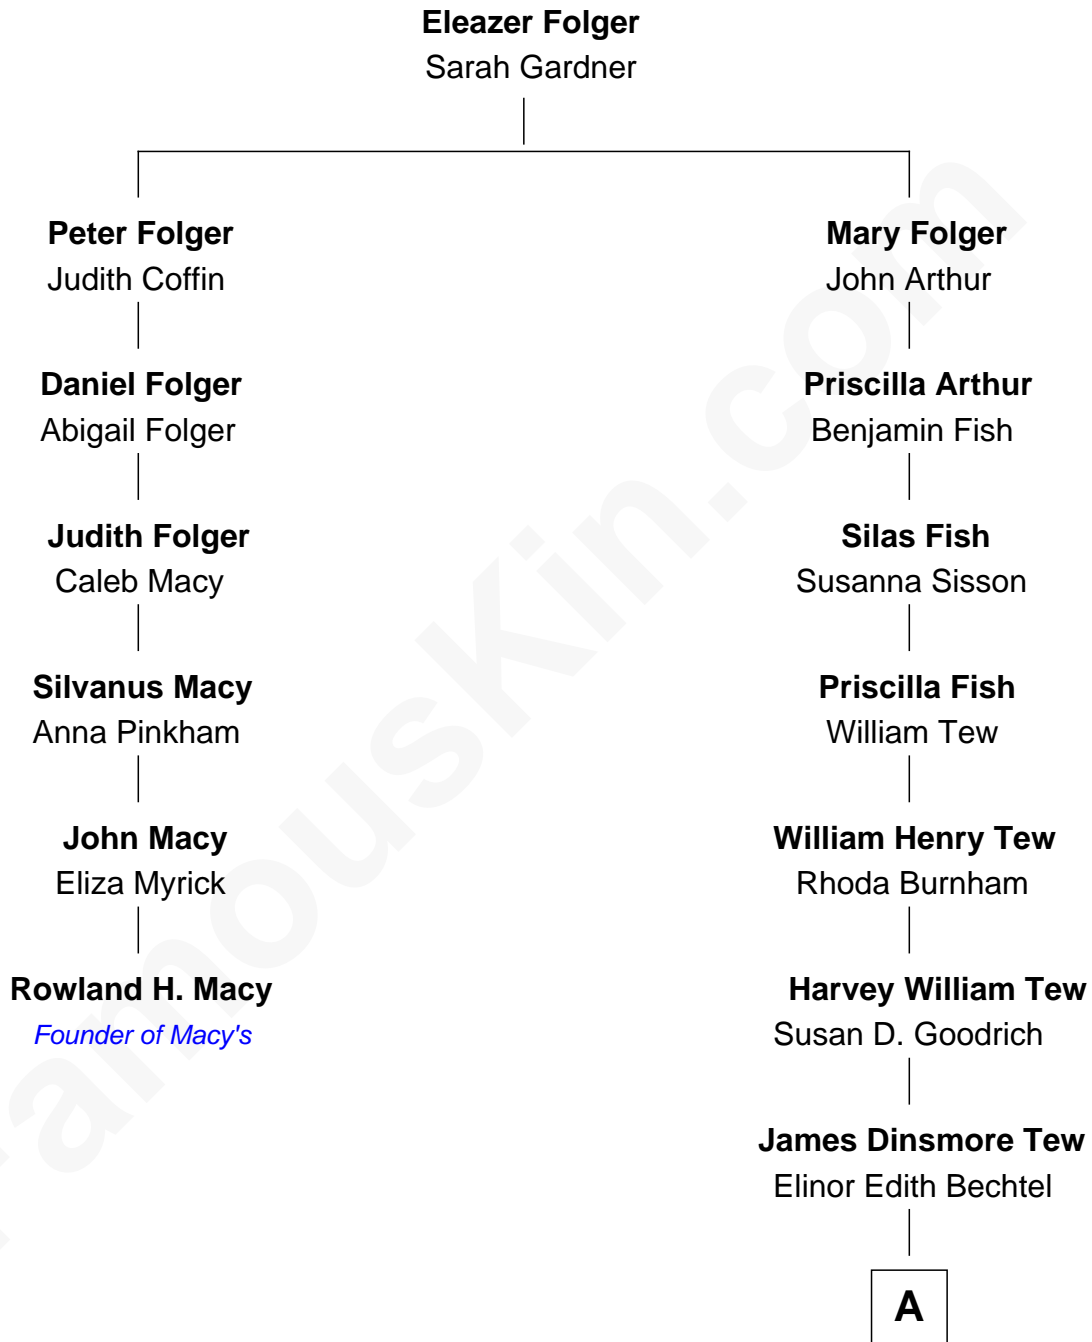 Eleazer Folger
Sarah Gardner
Peter Folger
Judith Coffin
Daniel Folger
Abigail Folger
Judith Folger
Caleb Macy
Silvanus Macy
Anna Pinkham
John Macy
Eliza Myrick
Rowland H. Macy
Founder of Macy's
Mary Folger
John Arthur
Priscilla Arthur
Benjamin Fish
Silas Fish
Susanna Sisson
Priscilla Fish
William Tew
William Henry Tew
Rhoda Burnham
Harvey William Tew
Susan D. Goodrich
James Dinsmore Tew
Elinor Edith Bechtel
A
FamousKin.com